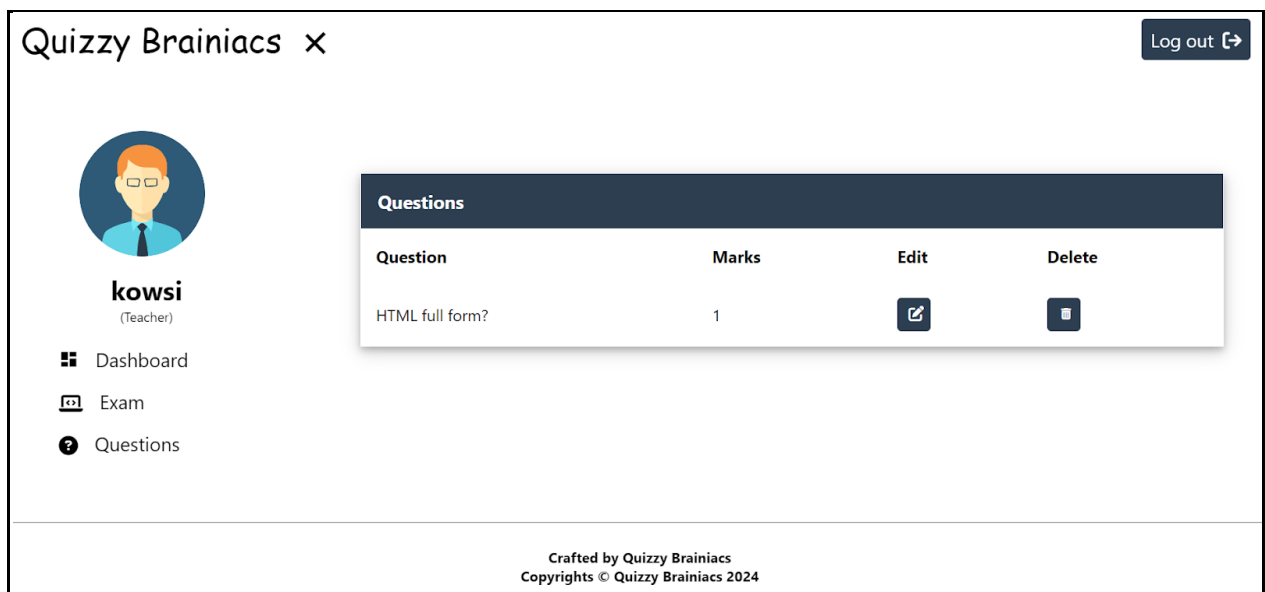 Quizzy Brainiacs
Log out
kowsi
(Teacher)
Dashboard
Exam
Questions
Questions
Question Marks Edit Delete
HTML full form? 1
Crafted by Quizzy Brainiacs
Copyrights © Quizzy Brainiacs 2024